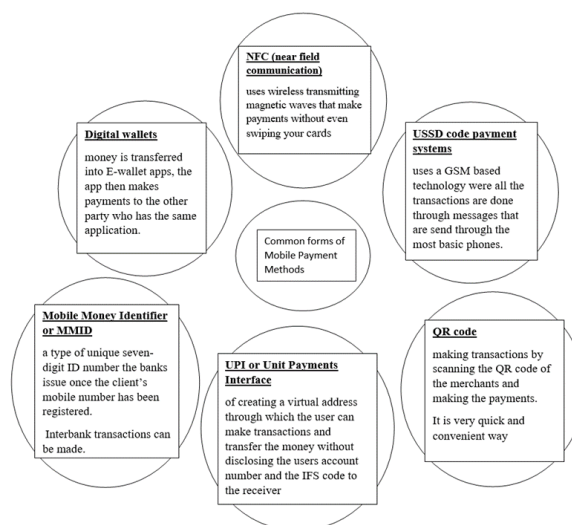 NFC (near field
communication)
uses wireless transmitting
magnetic waves that make
payments without even
swiping your cards
Digital wallets
money is transferred
into E-wallet apps, the
app then makes
payments to the other
party who has the same
application.
USSD code payment
systems
uses a GSM based
technology were all the
transactions are done
through messages that
are send through the
most basic phones.
Common forms of
Mobile Payment
Methods
Mobile Money Identifier
or MMID
a type of unique seven-
digit ID number the banks
issue once the client's
mobile number has been
registered.
Interbank transactions can
be made.
UPI or Unit Payments
Interface
of creating a virtual address
through which the user can
make transactions and
transfer the money without
disclosing the users account
number and the IFS code to
the receiver
QR code
making transactions by
scanning the QR code of
the merchants and
making the payments.
It is very quick and
convenient way